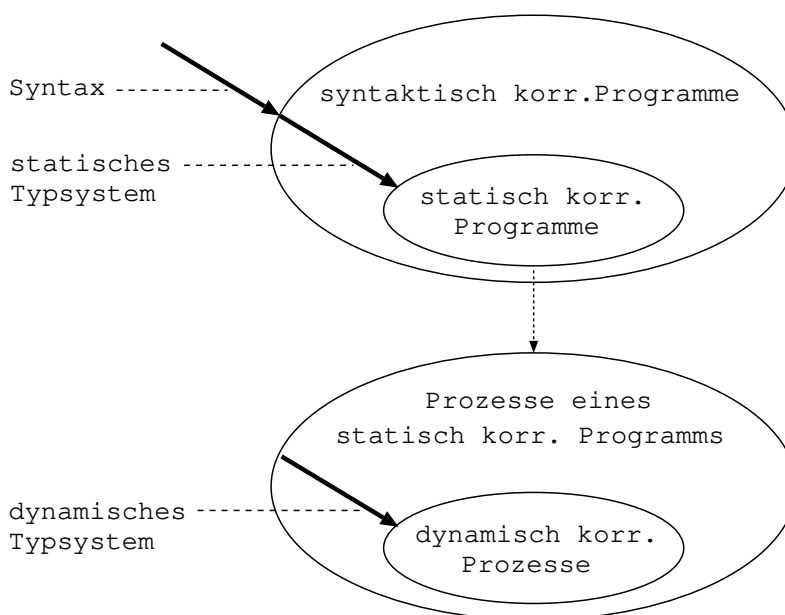 Syntax
syntaktisch korr.Programme
statisches
Typsystem
statisch korr.
Programme
Prozesse eines
statisch korr. Programms
dynamisches
Typsystem
dynamisch korr.
Prozesse